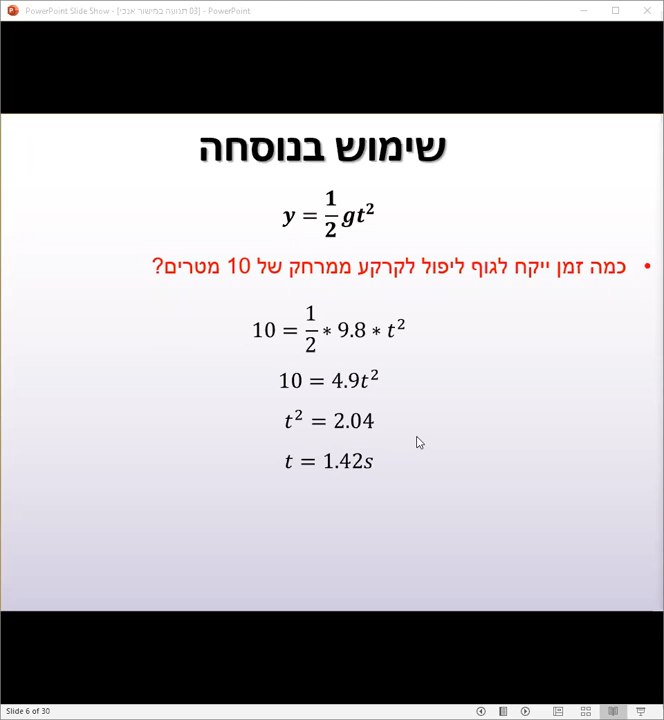 PowerPoint Slide Show - [03 תנועה במישור אנכי] - PowerPoint
שימוש בנוסחה
y = 1/2 gt²
• כמה זמן ייקח לגוף ליפול לקרקע ממרחק של 10 מטרים?
10 = 1/2 * 9.8 * t²
10 = 4.9t²
t² = 2.04
t = 1.42s
Slide 6 of 30